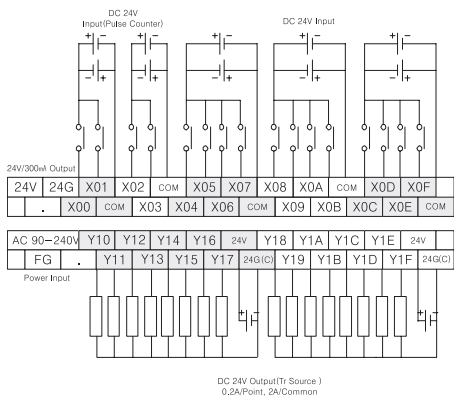 DC 24V
Input(Pulse Counter)
DC 24V Input
24V/300㎃ Output
24V 24G X01 X02 COM X05 X07 X08 X0A COM X0D X0F
. X00 COM X03 X04 X06 COM X09 X0B X0C X0E COM
AC 90-240V Y10 Y12 Y14 Y16 24V Y18 Y1A Y1C Y1E 24V
FG . Y11 Y13 Y15 Y17 24G(C) Y19 Y1B Y1D Y1F 24G(C)
Power Input
DC 24V Output(Tr Source )
0.2A/Point, 2A/Common